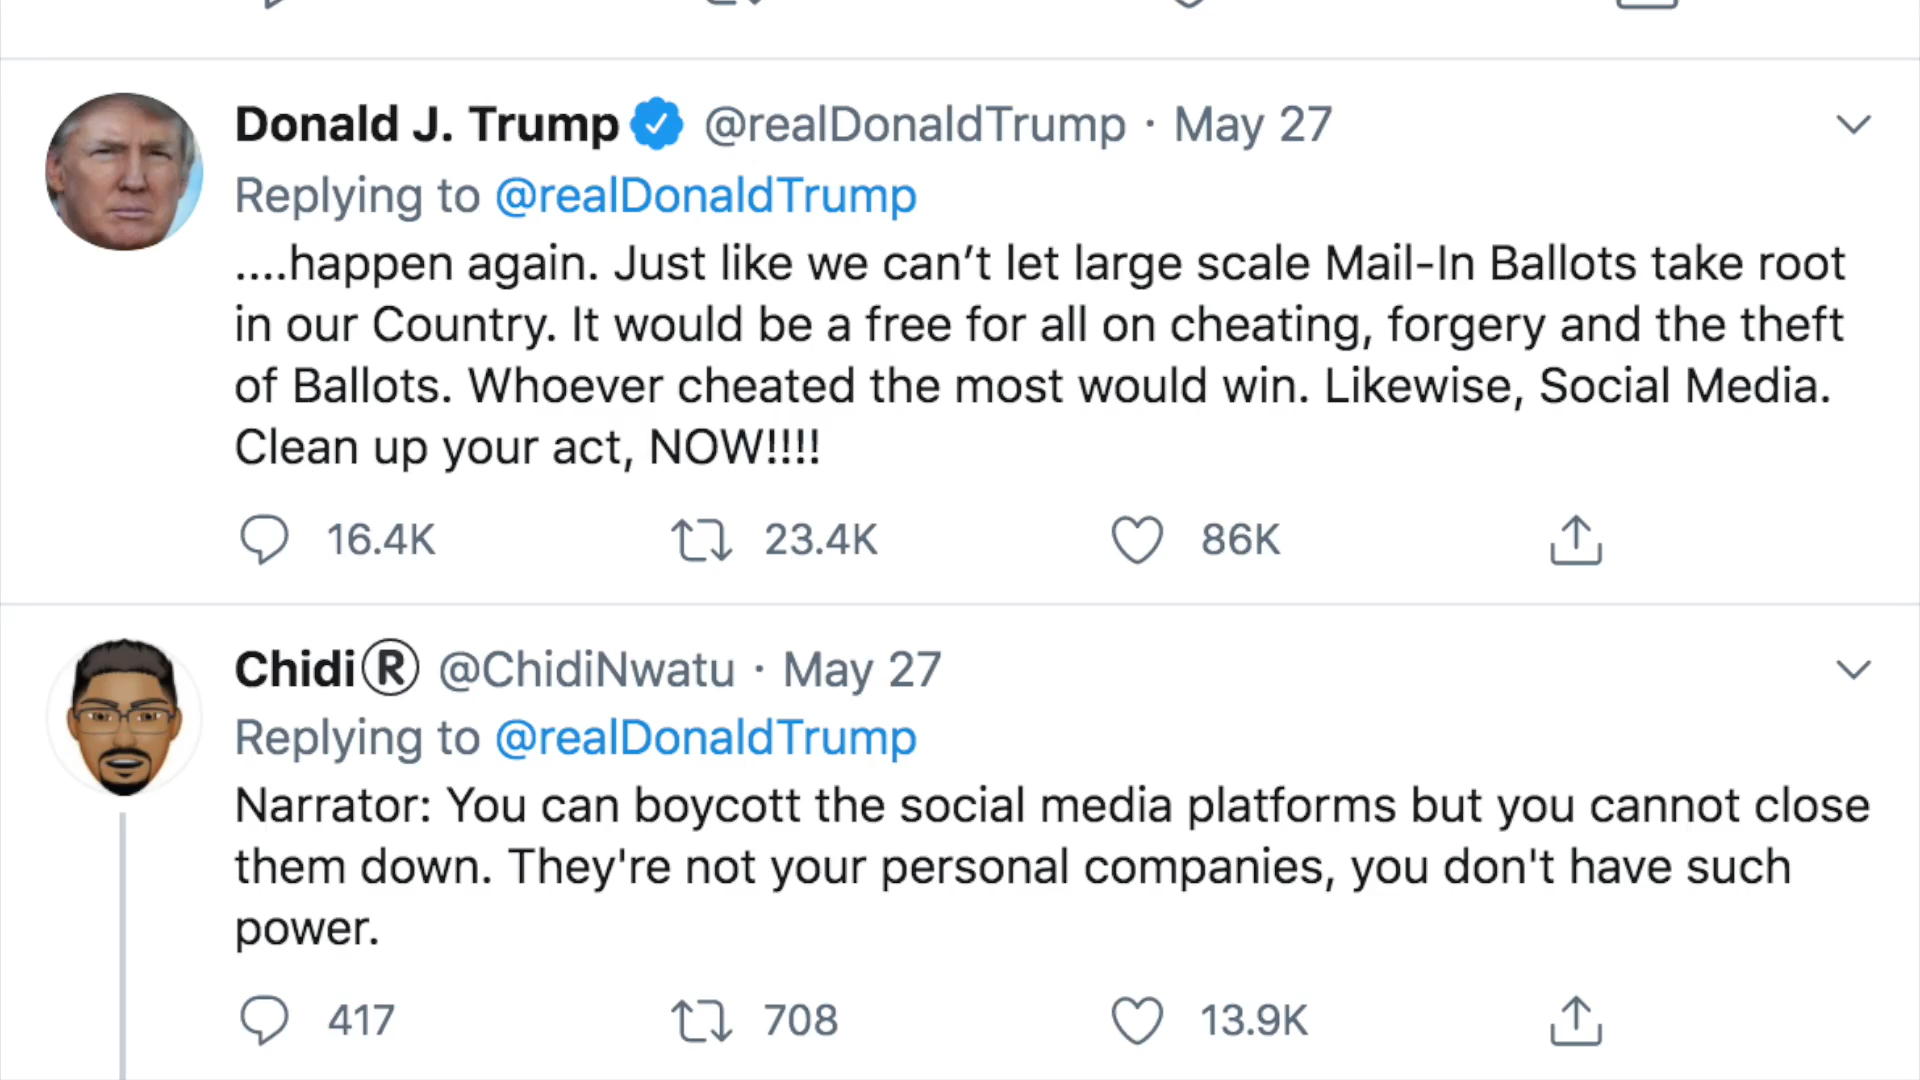 Donald J. Trump @realDonaldTrump · May 27
Replying to @realDonaldTrump
....happen again. Just like we can’t let large scale Mail-In Ballots take root
in our Country. It would be a free for all on cheating, forgery and the theft
of Ballots. Whoever cheated the most would win. Likewise, Social Media.
Clean up your act, NOW!!!!
16.4K 23.4K 86K
Chidi®️ @ChidiNwatu · May 27
Replying to @realDonaldTrump
Narrator: You can boycott the social media platforms but you cannot close
them down. They're not your personal companies, you don't have such
power.
417 708 13.9K